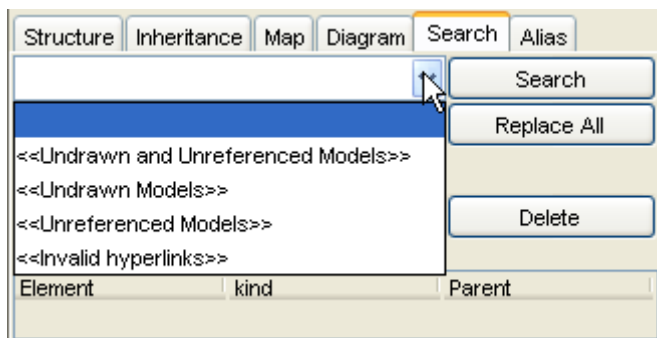 Structure Inheritance Map Diagram Search Alias
Search
Replace All
<<Undrawn and Unreferenced Models>>
<<Undrawn Models>>
<<Unreferenced Models>>
Delete
<<Invalid hyperlinks>>
Element kind Parent